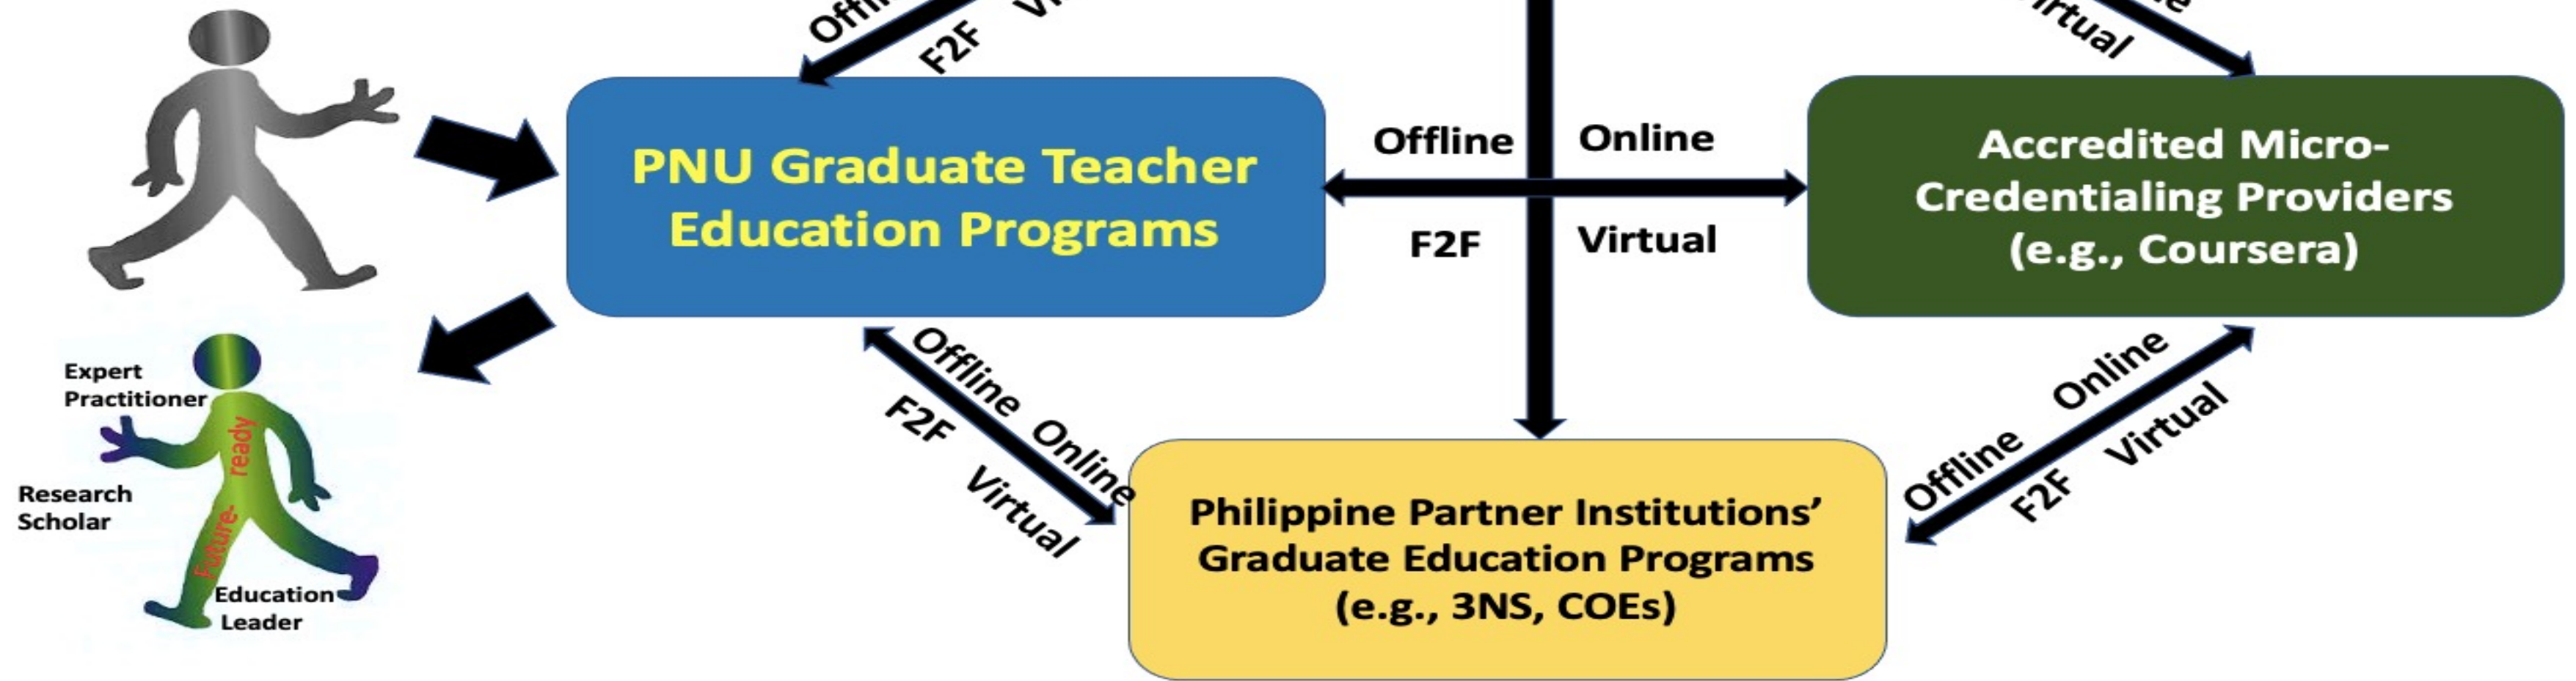 F2F
PNU Graduate Teacher
Education Programs
Offline
Online
F2F
Virtual
Accredited Micro-
Credentialing Providers
(e.g., Coursera)
Expert
Practitioner
Research
Scholar
Future-
ready
Education
Leader
Offline Online
F2F Virtual
Offline Online
F2F Virtual
Philippine Partner Institutions’
Graduate Education Programs
(e.g., 3NS, COEs)